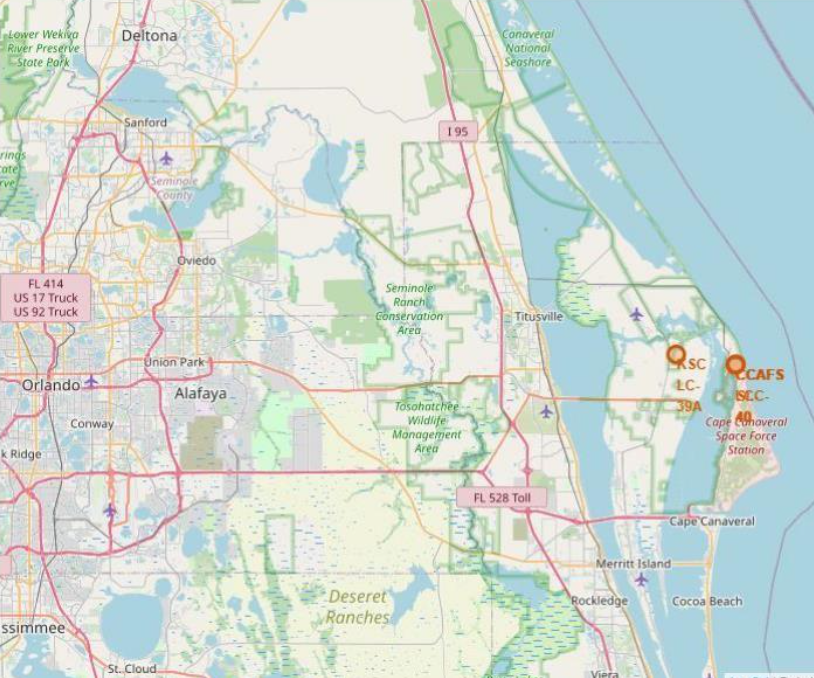 Lower Wekiva
River Preserve
State Park
Deltona
Canaveral
National
Seashore
I 95
Sanford
Seminole
County
Oviedo
FL 414
US 17 Truck
US 92 Truck
Seminole
Ranch
Conservation
Area
Titusville
Union Park
Orlando
Alafaya
KSC
LC-
39A
CCAFS
SLC-
40
Tosohatchee
Wildlife
Management
Area
Conway
Cape Canaveral
Space Force
Station
k Ridge
FL 528 Toll
Cape Canaveral
Merritt Island
Deseret
Ranches
Rockledge
Cocoa Beach
ssimmee
St. Cloud
Viera